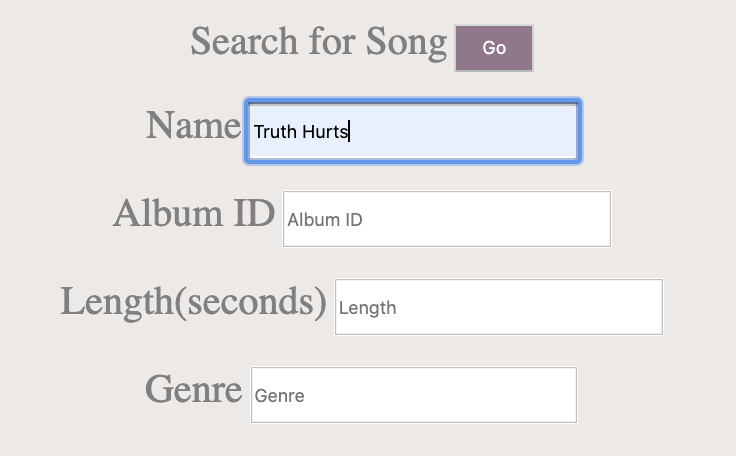 Search for Song Go
Name Truth Hurts
Album ID Album ID
Length(seconds) Length
Genre Genre